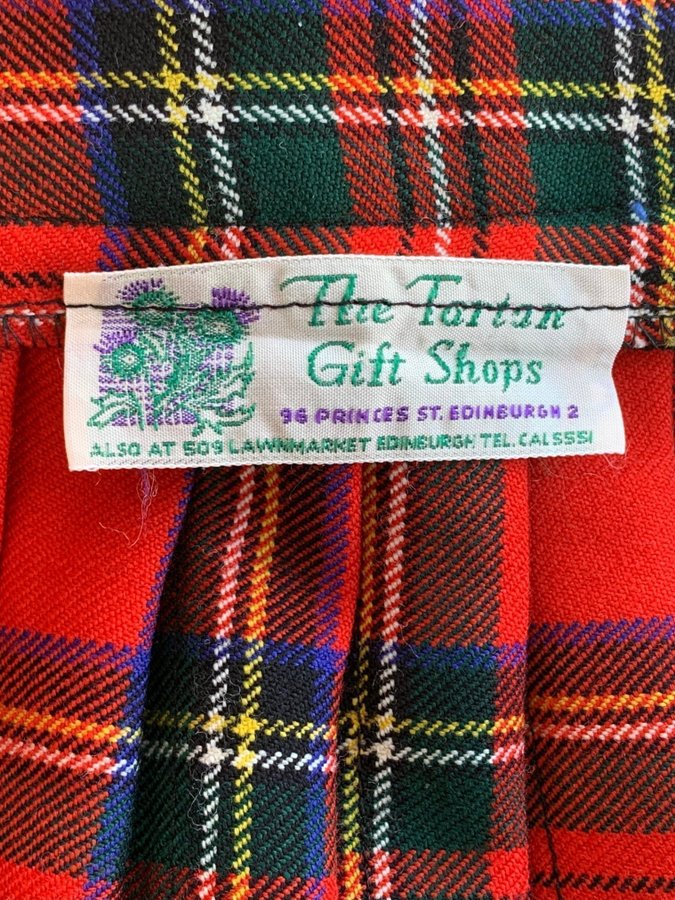 The Tartan
Gift Shops
96 PRINCES ST. EDINBURGH 2
ALSO AT 509 LAWNMARKET EDINBURGH TEL. CAL 5551